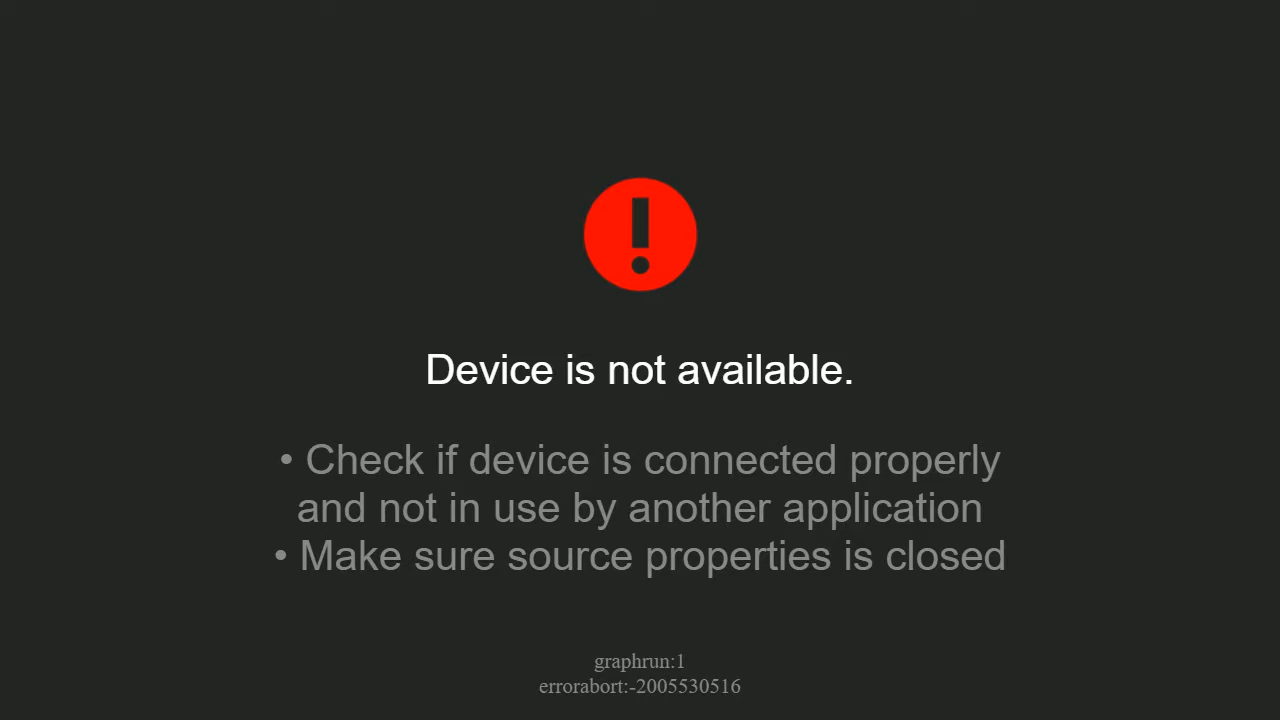 Device is not available.
• Check if device is connected properly
and not in use by another application
• Make sure source properties is closed
graphrun:1
errorabort:-2005530516